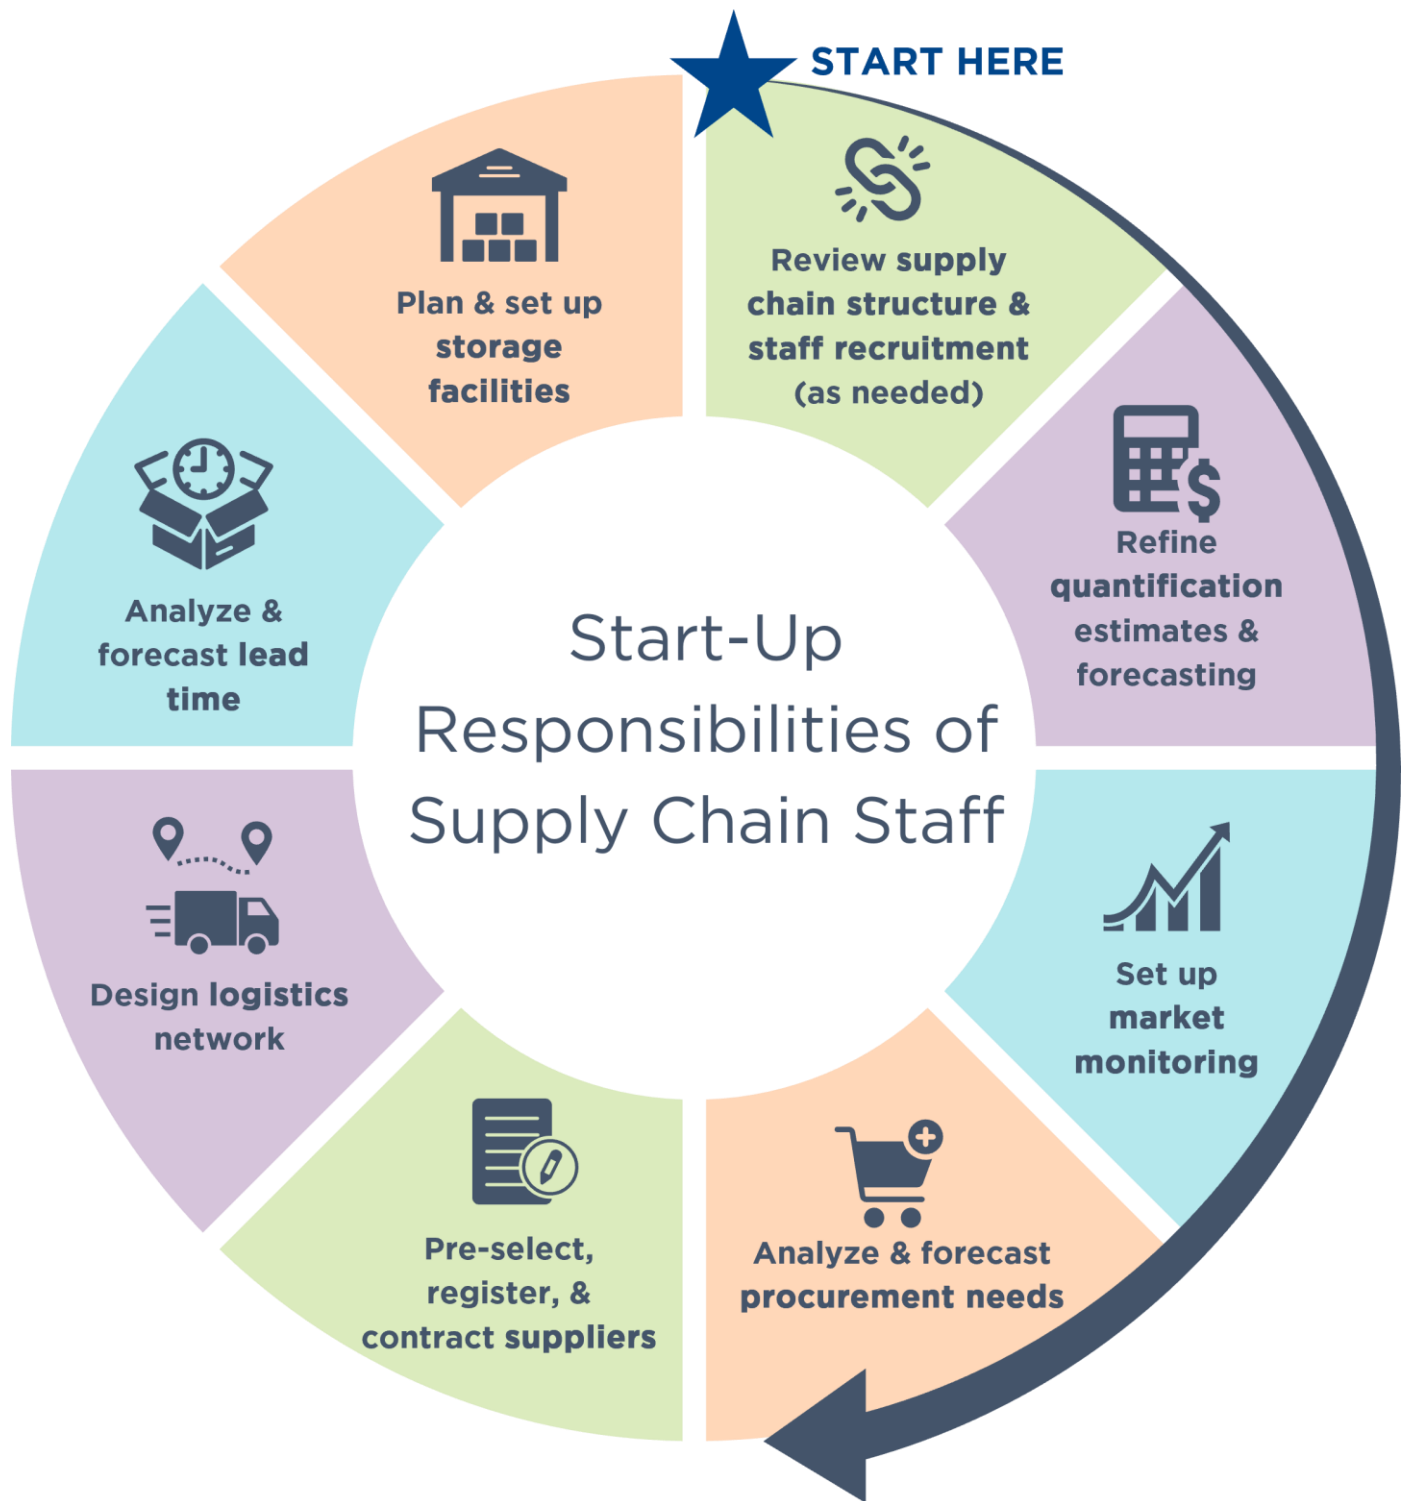 START HERE
Review supply
chain structure &
staff recruitment
(as needed)
Refine
quantification
estimates &
forecasting
Set up
market
monitoring
Analyze & forecast
procurement needs
Pre-select,
register, &
contract suppliers
Design logistics
network
Analyze &
forecast lead
time
Plan & set up
storage
facilities
Start-Up
Responsibilities of
Supply Chain Staff